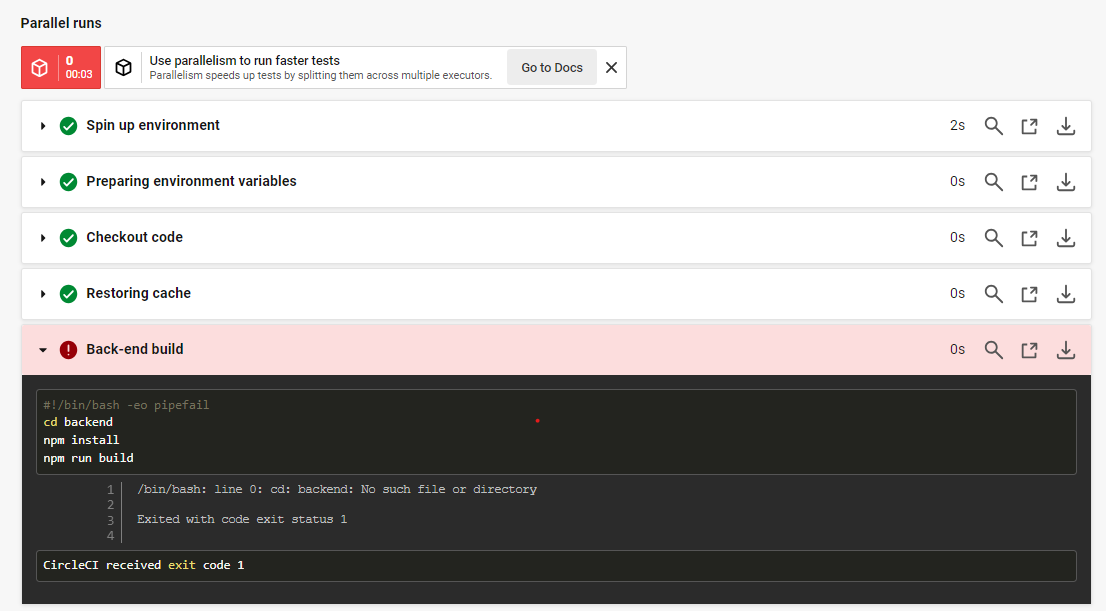 Parallel runs
0
00:03
Use parallelism to run faster tests
Parallelism speeds up tests by splitting them across multiple executors.
Go to Docs
Spin up environment 2s
Preparing environment variables 0s
Checkout code 0s
Restoring cache 0s
Back-end build 0s
#!/bin/bash -eo pipefail
cd backend
npm install
npm run build
1 /bin/bash: line 0: cd: backend: No such file or directory
2
3 Exited with code exit status 1
4
CircleCI received exit code 1